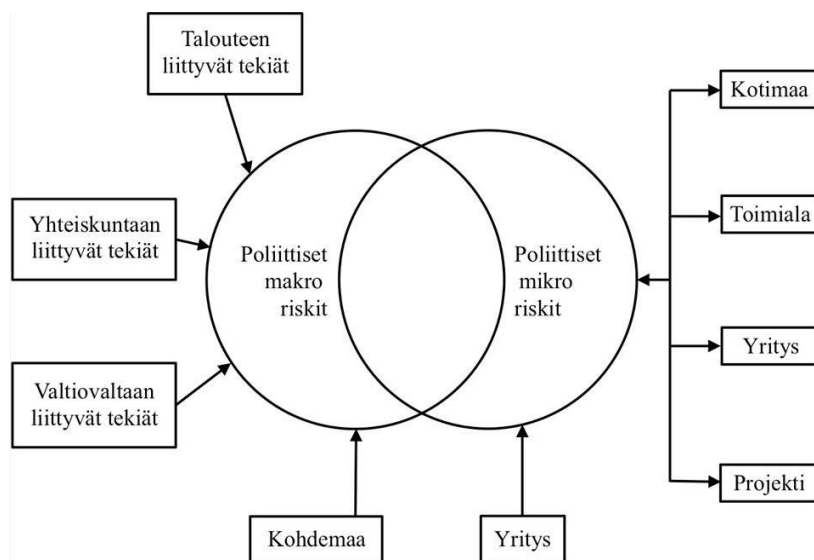 Talouteen
liittyvät tekiät
Kotimaa
Yhteiskuntaan
liittyvät tekiät
Toimiala
Poliittiset
makro
riskit
Poliittiset
mikro
riskit
Yritys
Valtiovaltaan
liittyvät tekiät
Projekti
Kohdemaa
Yritys